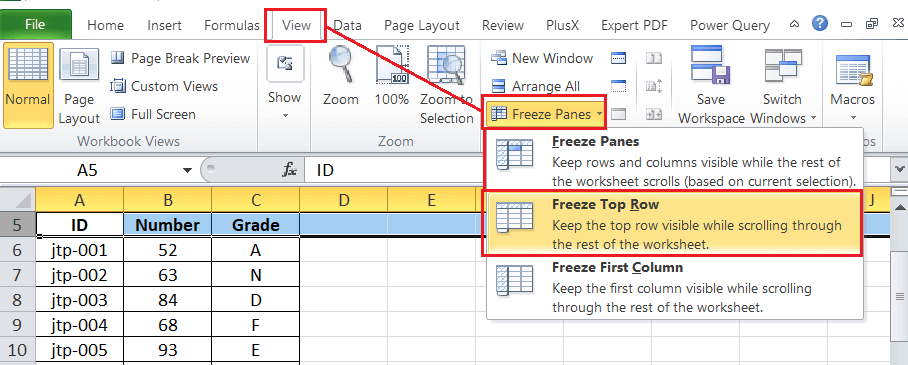 File Home Insert Formulas View Data Page Layout Review PlusX Expert PDF Power Query
Normal
Page Layout
Page Break Preview
Custom Views
Full Screen
Workbook Views
Show
Zoom
100%
Zoom to Selection
Zoom
New Window
Arrange All
Freeze Panes
Save Workspace
Switch Windows
Macros
os
Freeze Panes
Keep rows and columns visible while the rest of
the worksheet scrolls (based on current selection).
Freeze Top Row
Keep the top row visible while scrolling through
the rest of the worksheet.
Freeze First Column
Keep the first column visible while scrolling
through the rest of the worksheet.
A5 fx ID
A B C D E J
5 ID Number Grade
6 jtp-001 52 A
7 jtp-002 63 N
8 jtp-003 84 D
9 jtp-004 68 F
10 jtp-005 93 E